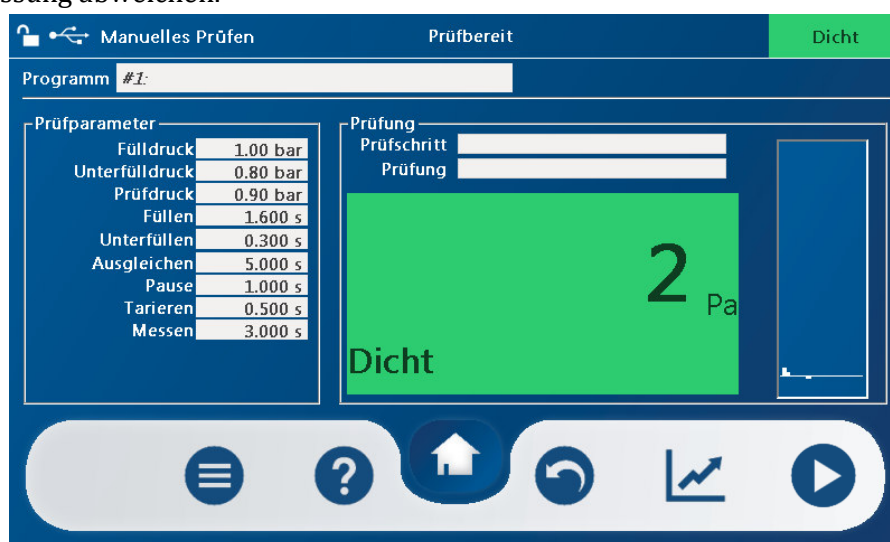 abweichen.
Manuelles Prüfen Prüfbereit Dicht
Programm #1:
Prüfparameter
Fülldruck 1.00 bar
Unterfülldruck 0.80 bar
Prüfdruck 0.90 bar
Füllen 1.600 s
Unterfüllen 0.300 s
Ausgleichen 5.000 s
Pause 1.000 s
Tarieren 0.500 s
Messen 3.000 s
Prüfung
Prüfschritt
Prüfung
2 Pa
Dicht
?